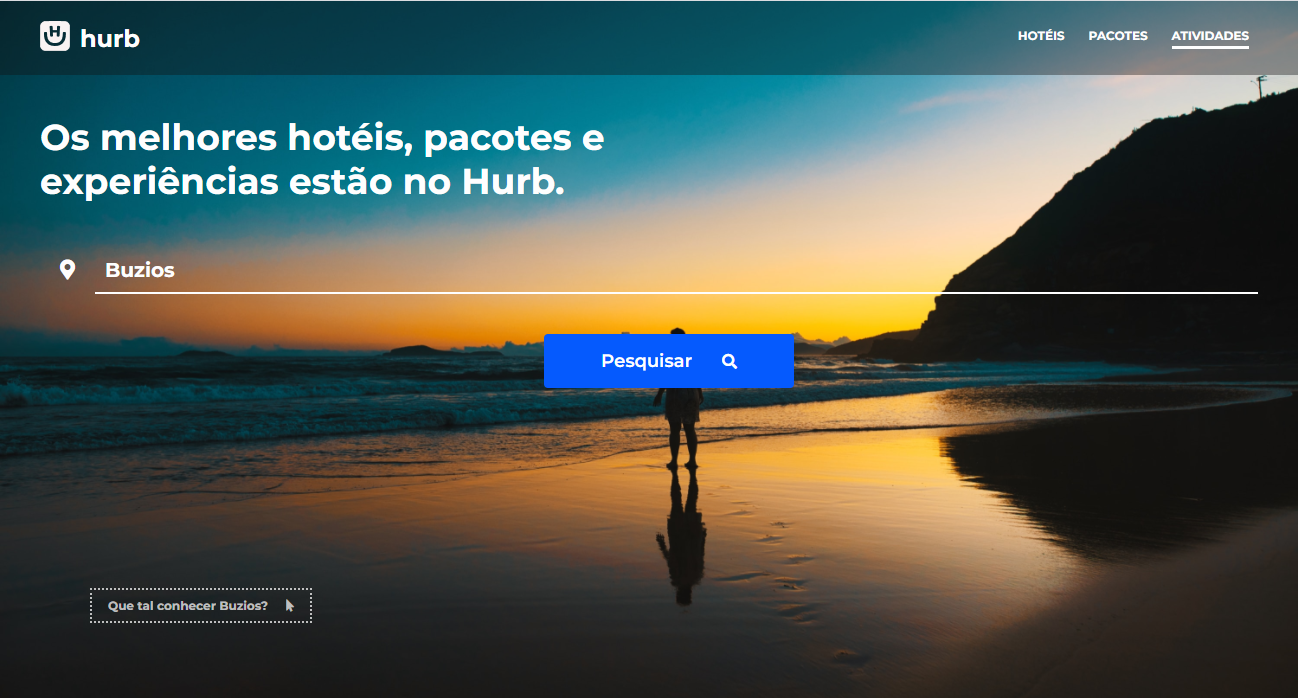 hurb
HOTÉIS
PACOTES
ATIVIDADES
Os melhores hotéis, pacotes e
experiências estão no Hurb.
Buzios
Pesquisar
Que tal conhecer Buzios?